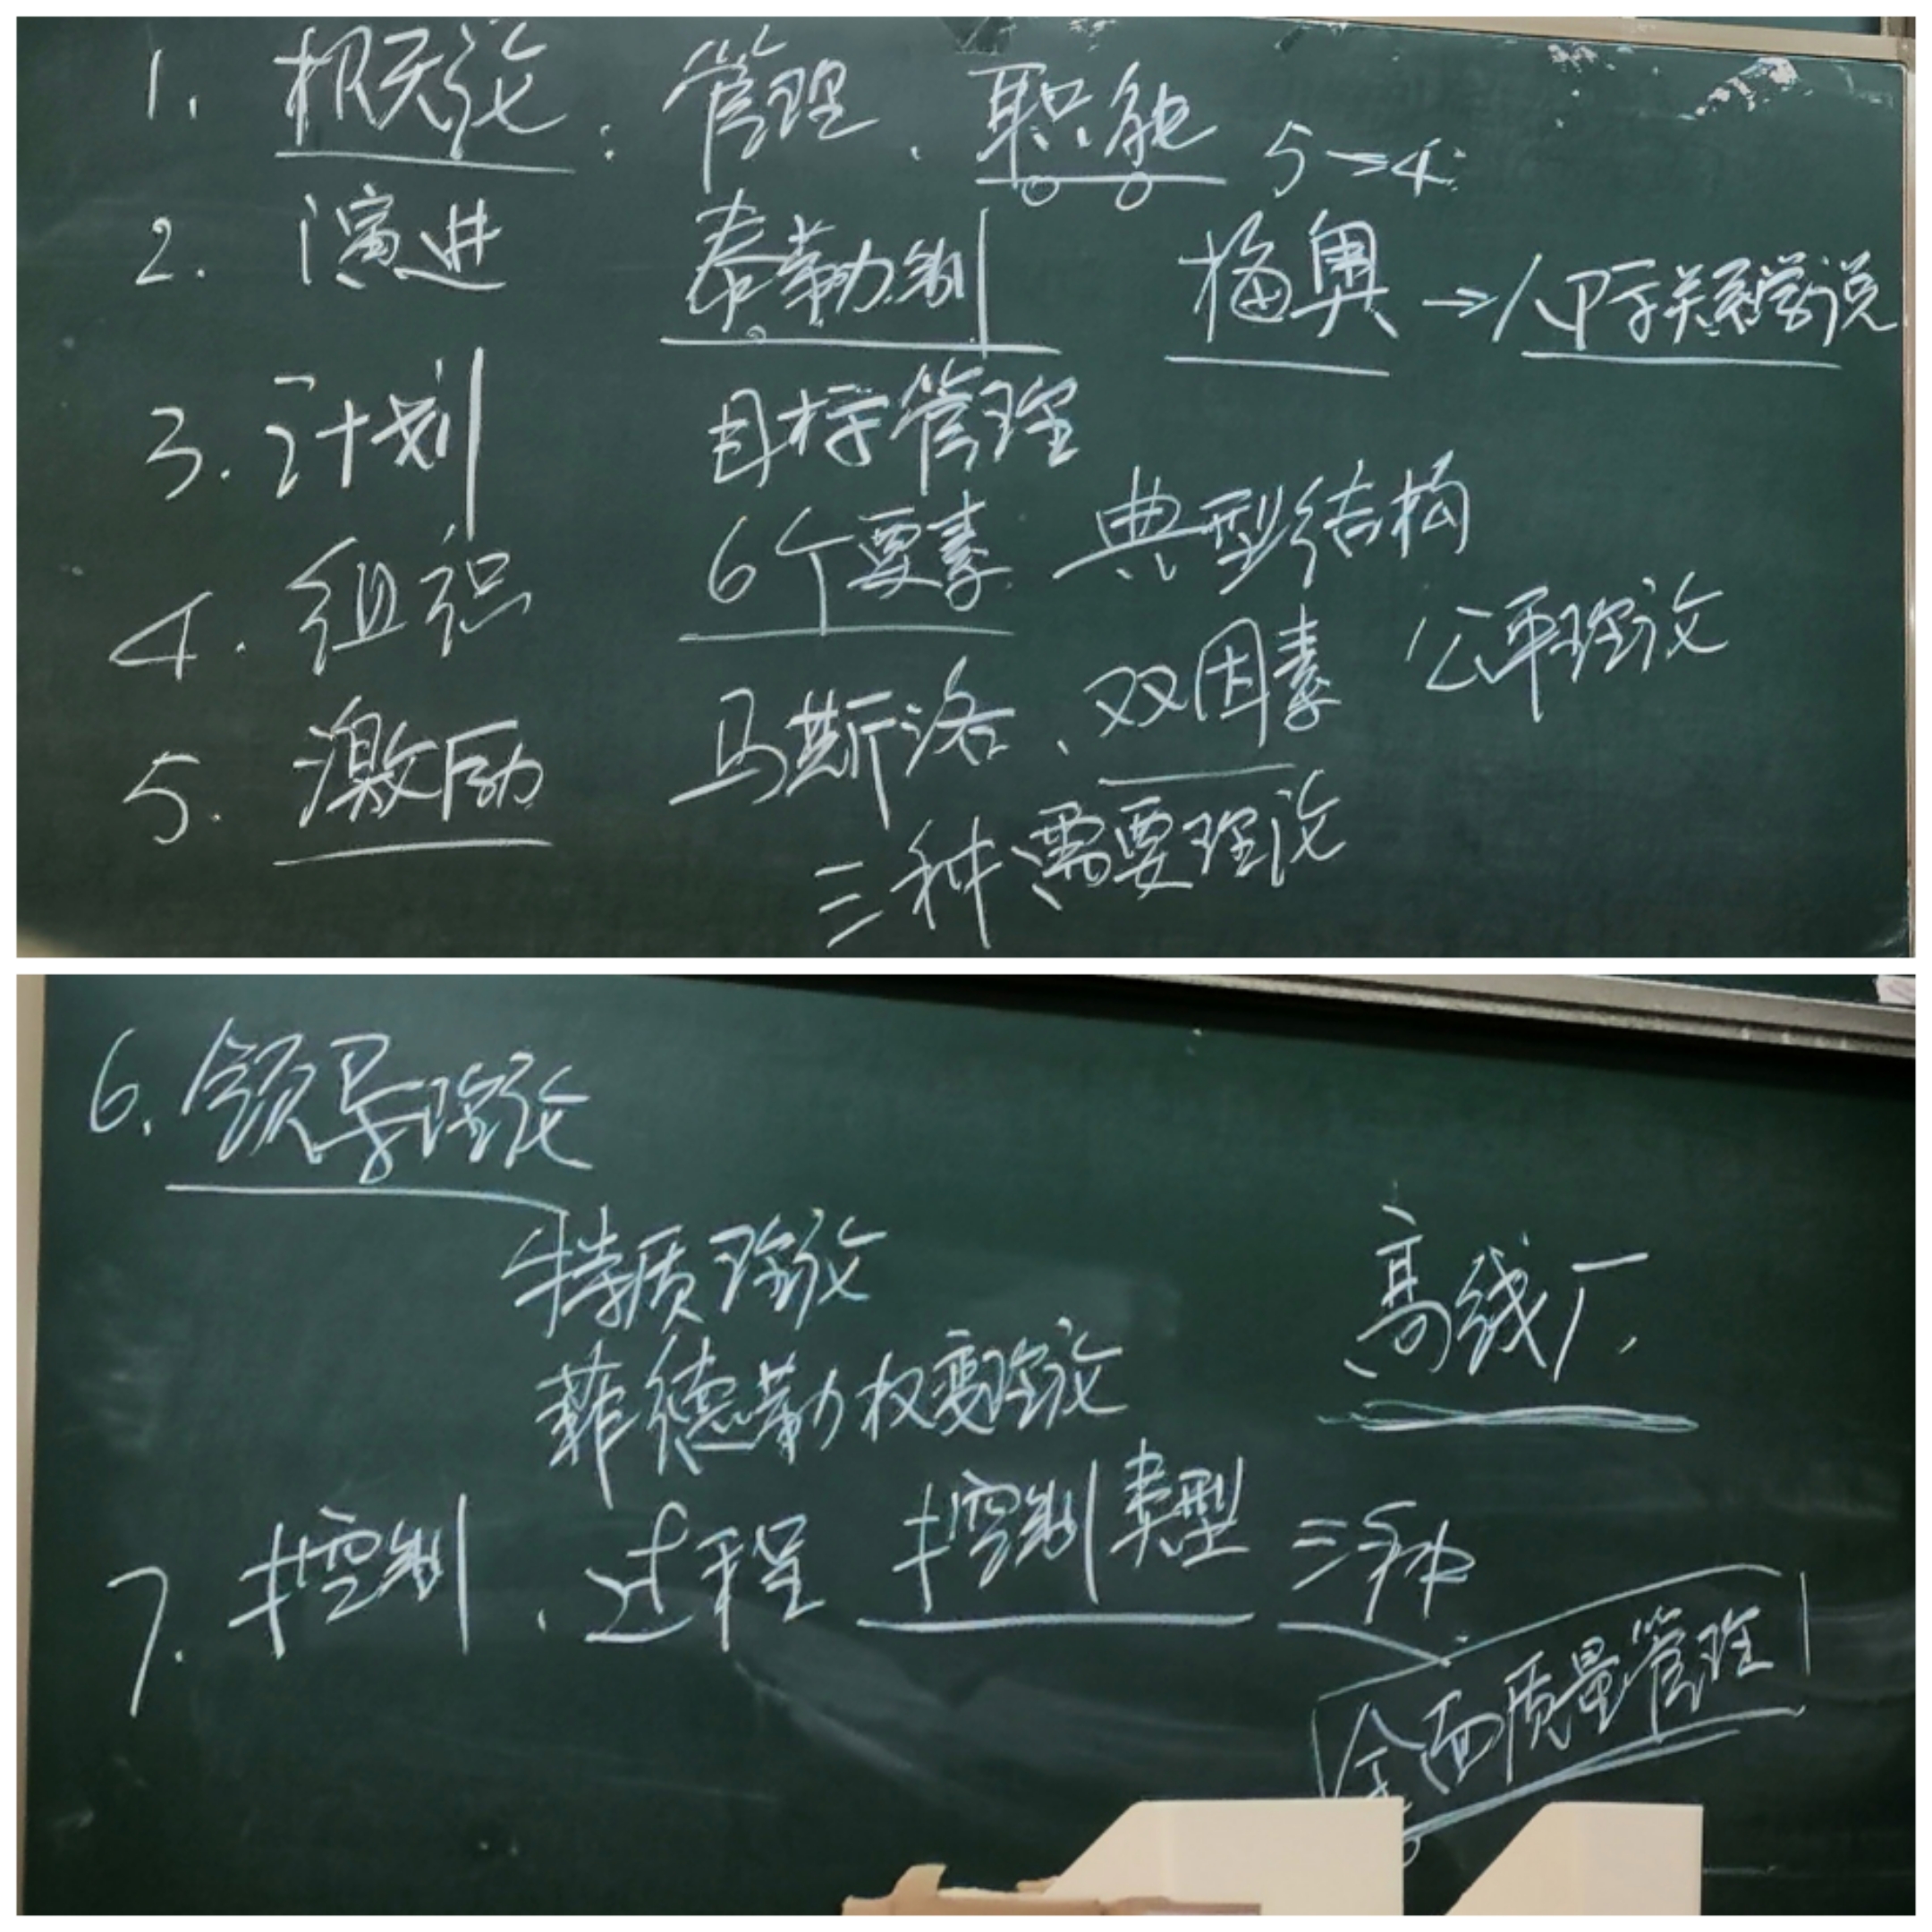 1. 概论：管理、职能 5→4
2. 演进 泰勒制 梅奥→人际关系学说
3. 计划 目标管理
4. 组织 6个要素 典型结构
5. 激励 马斯洛、双因素 公平理论
三种需要理论
6. 领导理论
特质理论
菲德勒权变理论
高线厂
7. 控制、过程 控制类型 三种
全面质量管理